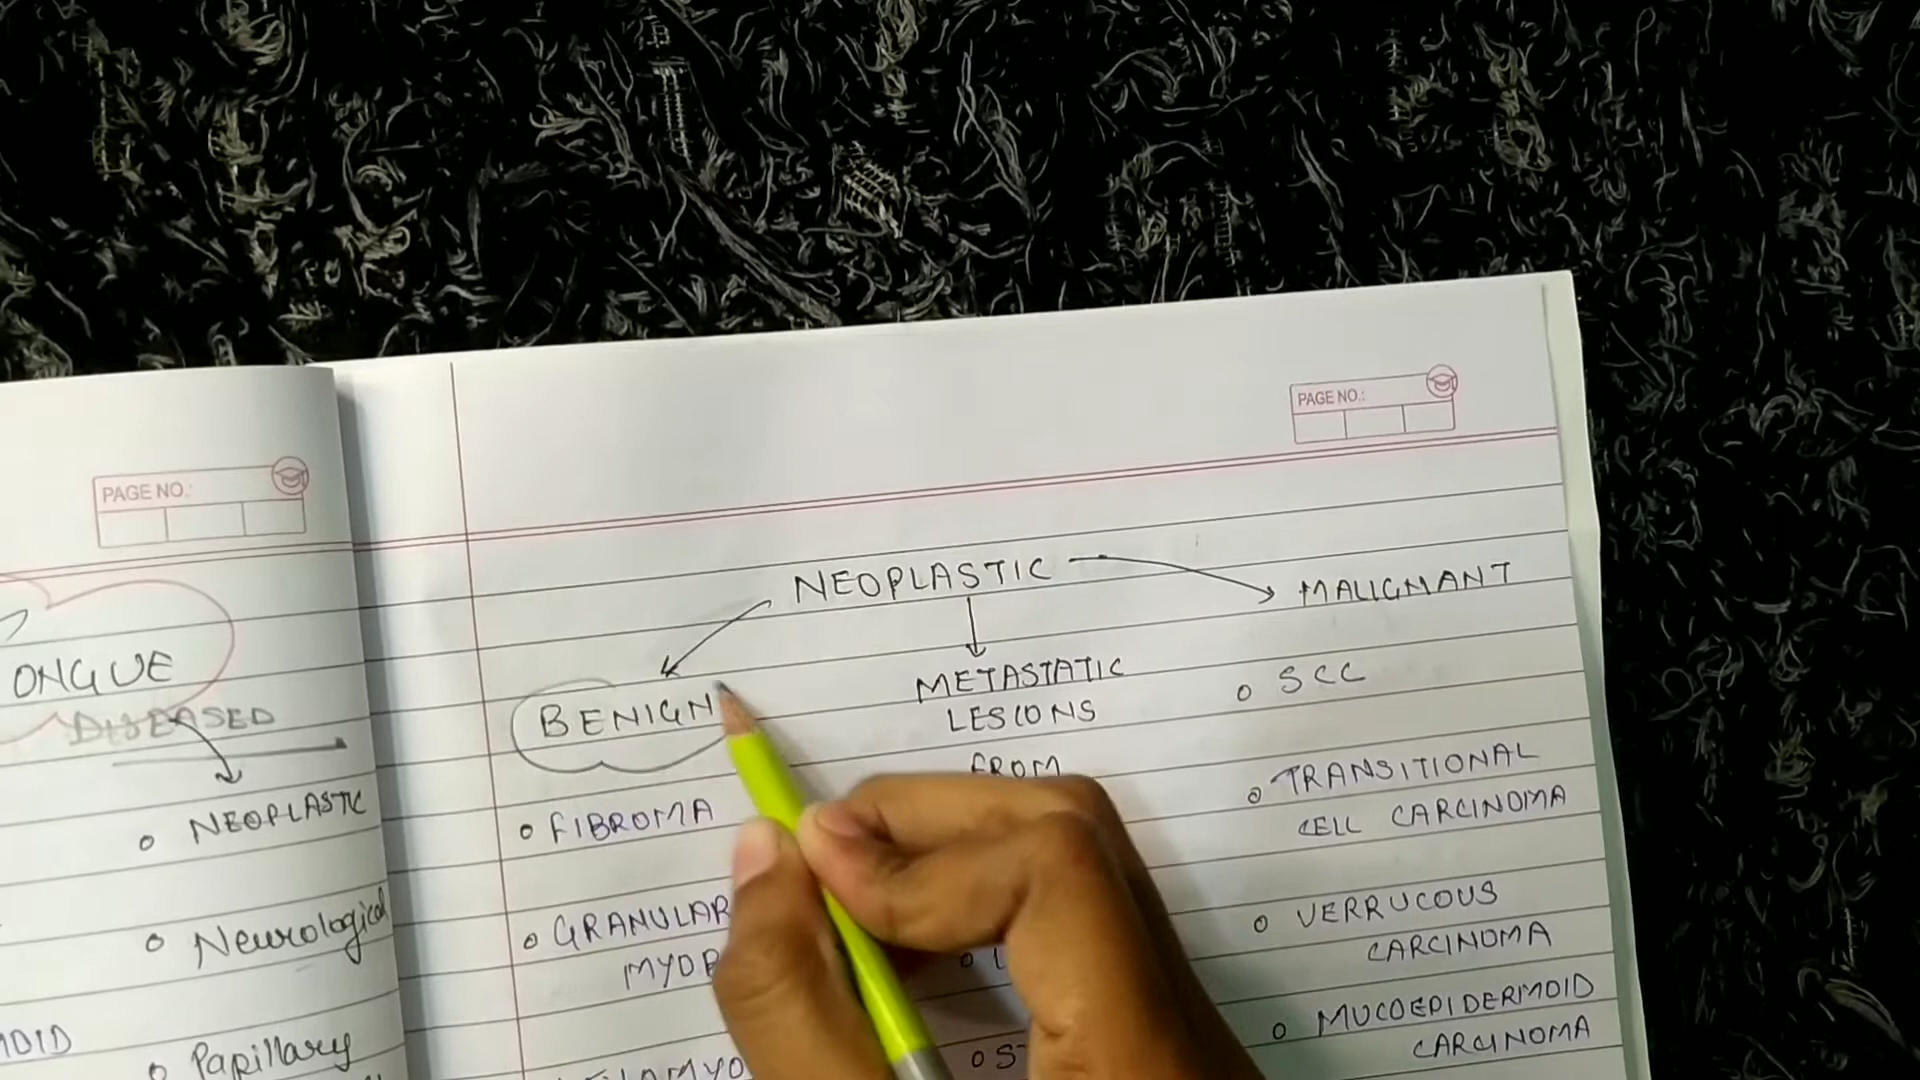 PAGE NO.:
ONGUE
DISEASED
NEOPLASTIC
Neurological
Papillary
PAGE NO.:
NEOPLASTIC
MALIGNANT
BENIGN
METASTATIC
LESIONS
FROM
FIBROMA
GRANULAR
SCC
TRANSITIONAL
CELL CARCINOMA
VERRUCOUS
CARCINOMA
MUCOEPIDERMOID
CARCINOMA